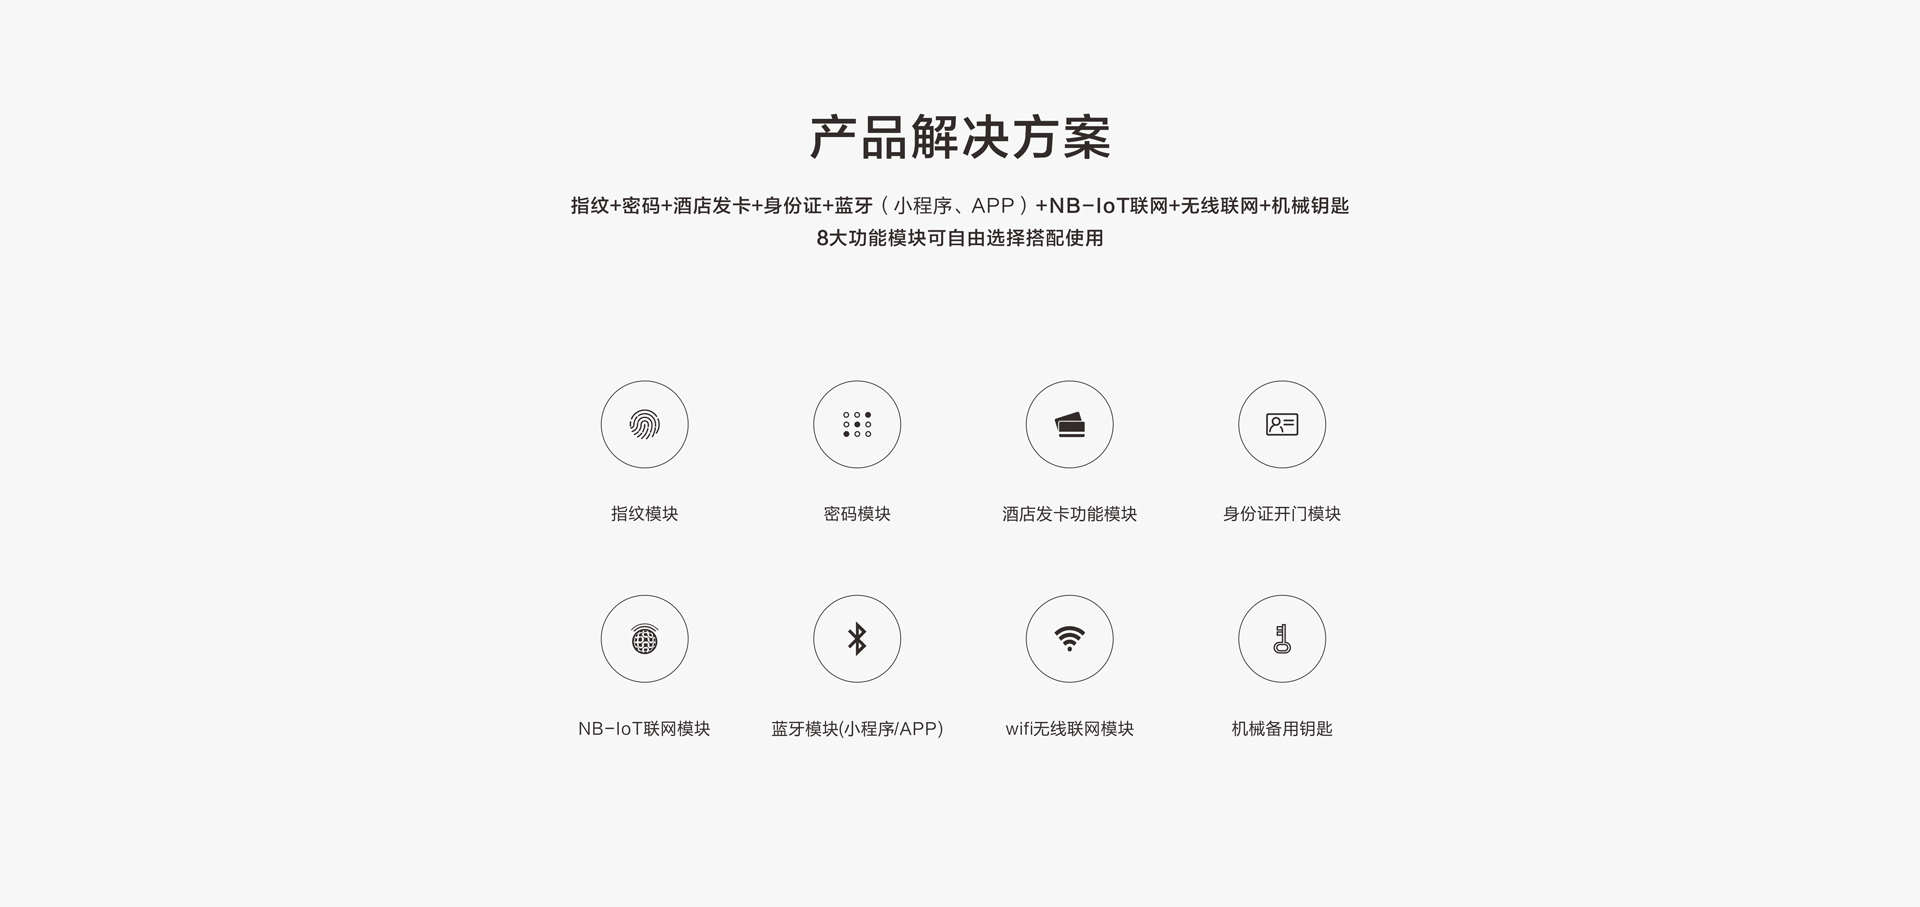 产品解决方案
指纹+密码+酒店发卡+身份证+蓝牙（小程序、APP）+NB-IoT联网+无线联网+机械钥匙
8大功能模块可自由选择搭配使用
指纹模块
密码模块
酒店发卡功能模块
身份证开门模块
NB-IoT联网模块
蓝牙模块(小程序/APP)
wifi无线联网模块
机械备用钥匙